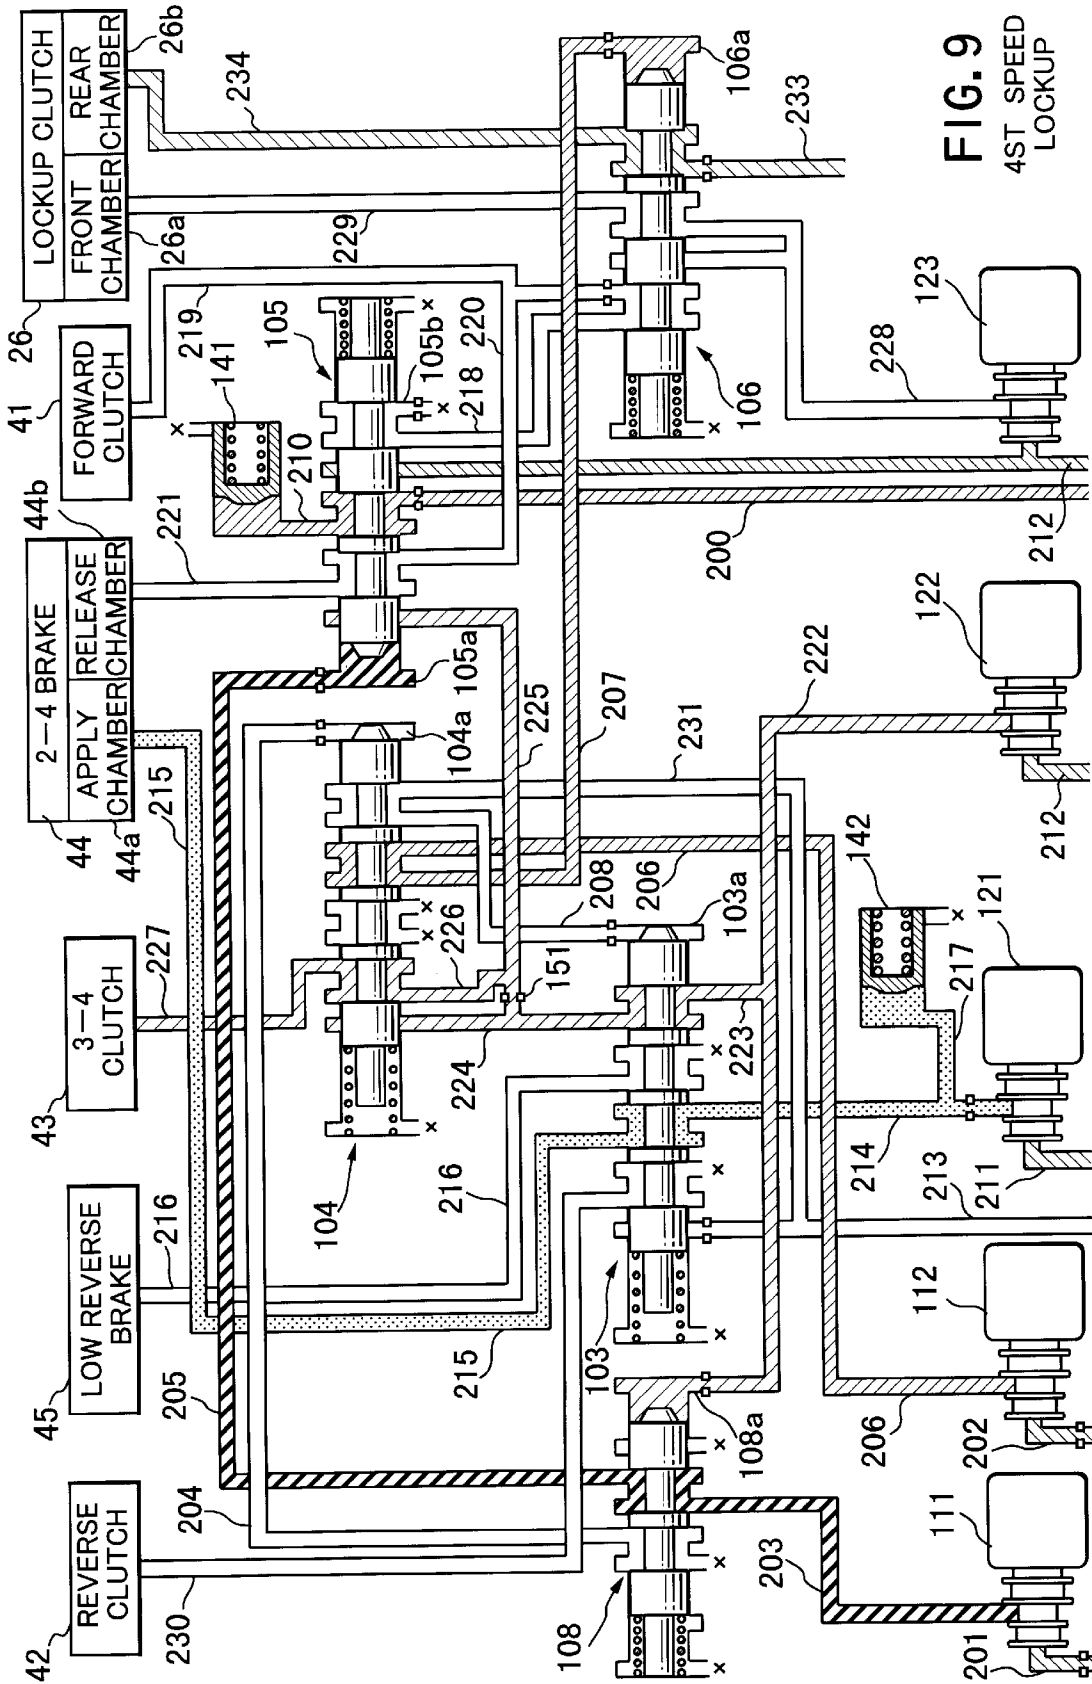 42
REVERSE
CLUTCH
230
204
45
LOW REVERSE
BRAKE
205
216
43
3–4
CLUTCH
227
44
2–4 BRAKE
APPLY
CHAMBER
RELEASE
CHAMBER
44a
44b
215
221
41
FORWARD
CLUTCH
141
219
26
LOCKUP CLUTCH
FRONT
CHAMBER
REAR
CHAMBER
26a
26b
229
234
104
104a
105a
210
105
105b
x
x
x
x
x
x
218
220
225
226
224
151
216
215
208
207
206
231
108
108a
x
x
x
103
103a
x
x
x
223
222
200
106
106a
x
228
233
203
201
111
202
206
112
213
211
214
217
121
142
x
212
122
212
123
FIG. 9
4ST SPEED
LOCKUP